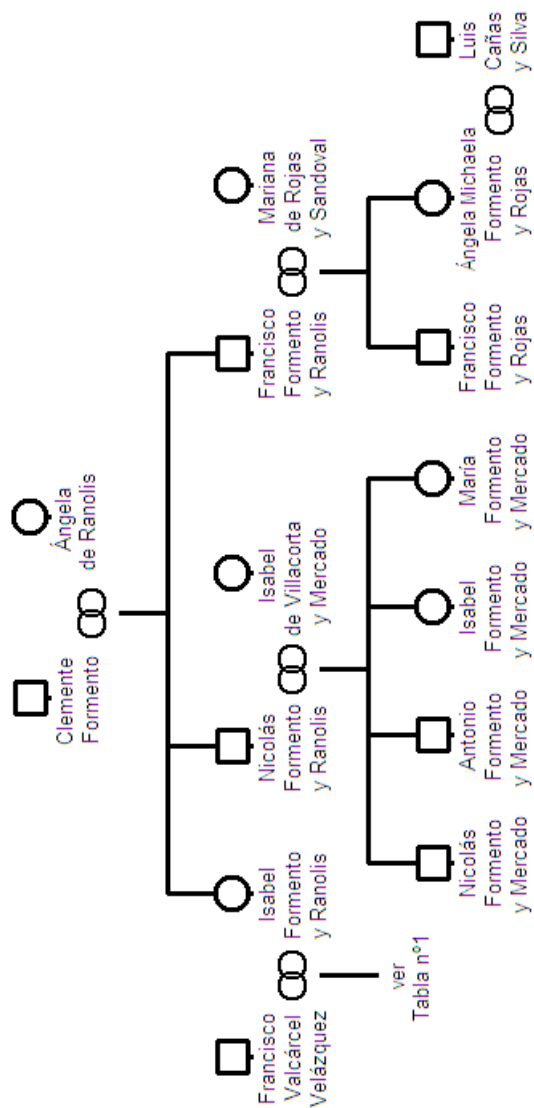 Clemente
Formento
Ángela
de Ranolis
Francisco
Valcárcel
Velázquez
Isabel
Formento
y Ranolis
Nicolás
Formento
y Ranolis
Isabel
de Villacorta
y Mercado
Francisco
Formento
y Ranolis
Mariana
de Rojas
y Sandoval
ver
Tabla nº1
Nicolás
Formento
y Mercado
Antonio
Formento
y Mercado
Isabel
Formento
y Mercado
María
Formento
y Mercado
Francisco
Formento
y Rojas
Ángela Michaela
Formento
y Rojas
Luis
Cañas
y Silva